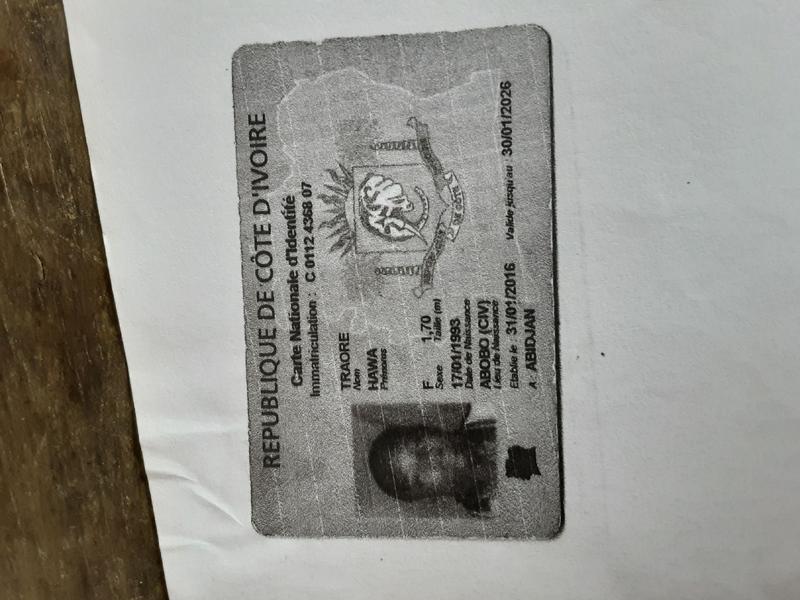 REPUBLIQUE DE CÔTE D'IVOIRE
Carte Nationale d'Identité
Immatriculation : C 0112 4368 07
TRAORE
Nom
HAWA
Prénoms
F 1,70
Sexe Taille (m)
17/01/1993
Date de Naissance
ABOBO (CIV)
Lieu de Naissance
Etablie le : 31/01/2016 Valide jusqu'au : 30/01/2026
A : ABIDJAN